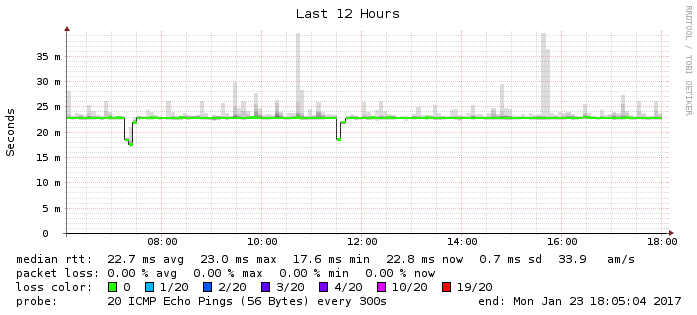 Last 12 Hours
RRDTOOL / TOBI OETIKER
Seconds
35 m
30 m
25 m
20 m
15 m
10 m
5 m
0
08:00 10:00 12:00 14:00 16:00 18:00
median rtt: 22.7 ms avg 23.0 ms max 17.6 ms min 22.8 ms now 0.7 ms sd 33.9 am/s
packet loss: 0.00 % avg 0.00 % max 0.00 % min 0.00 % now
loss color: 0 1/20 2/20 3/20 4/20 10/20 19/20
probe: 20 ICMP Echo Pings (56 Bytes) every 300s end: Mon Jan 23 18:05:04 2017